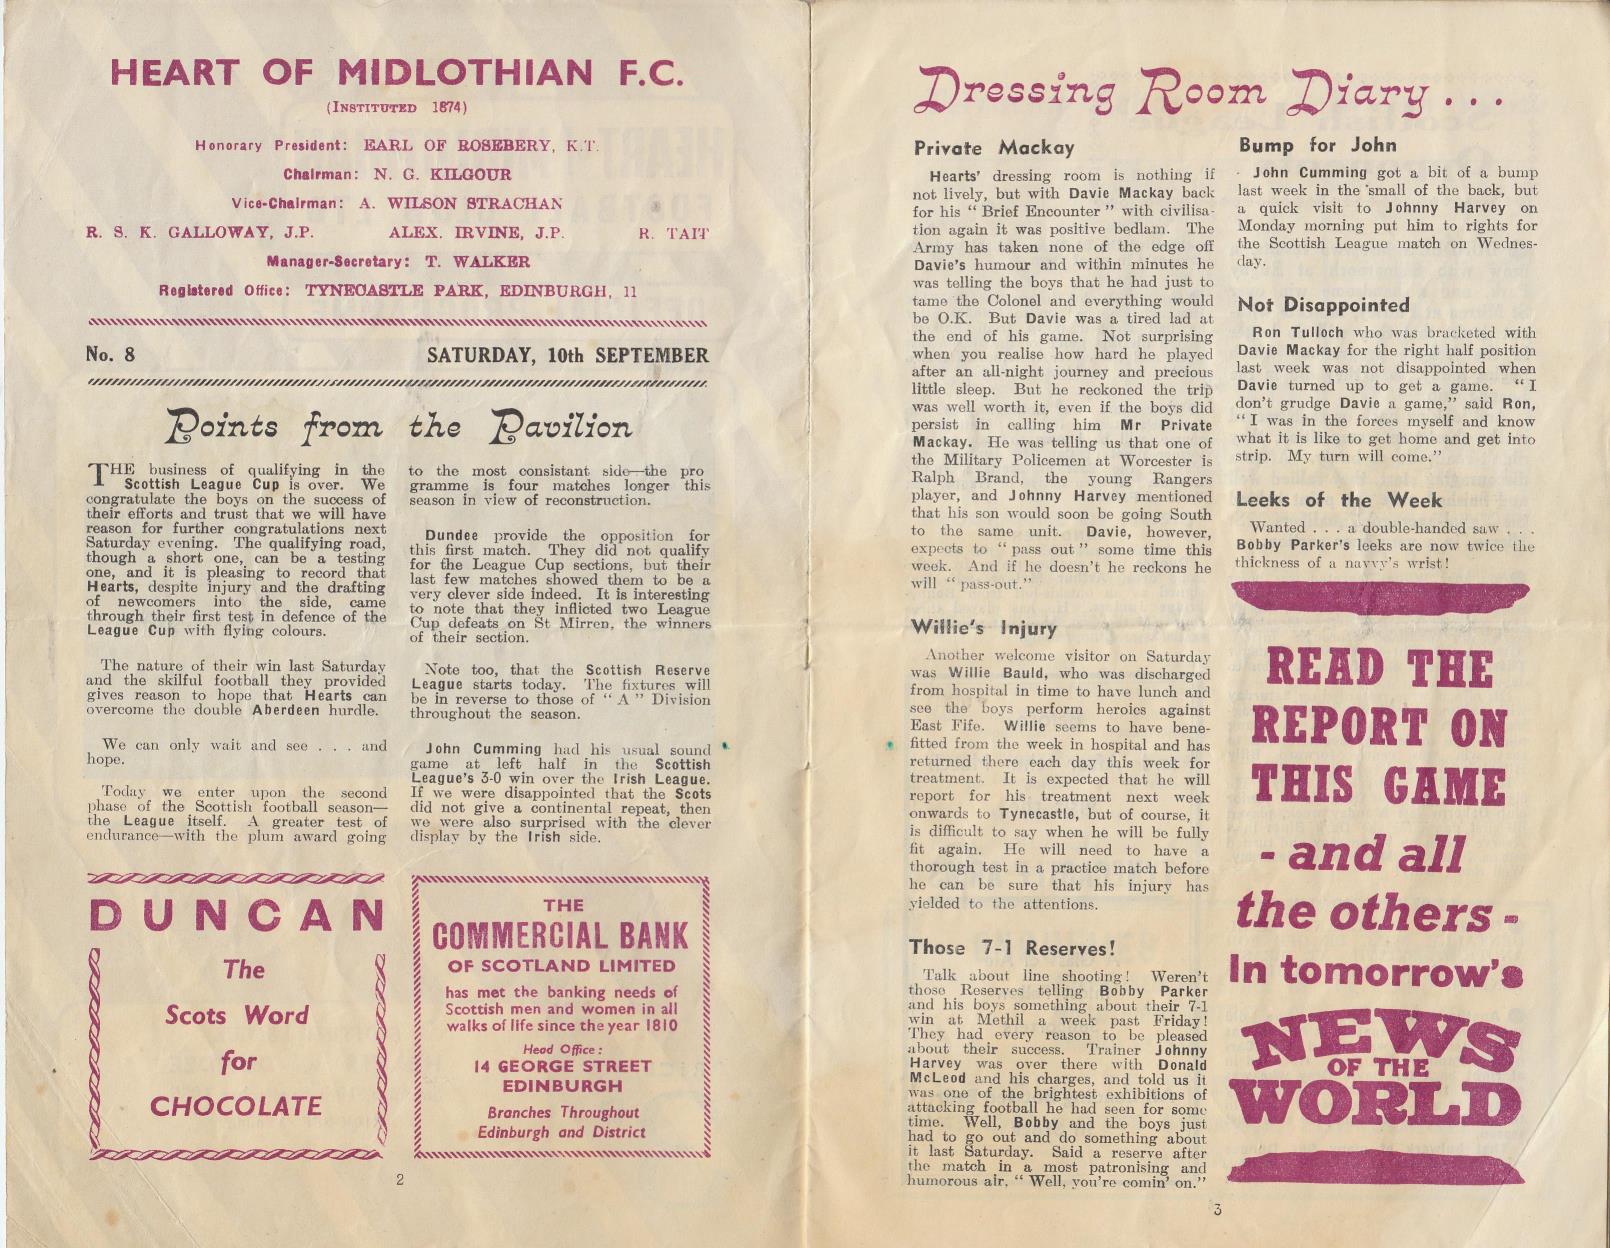 HEART OF MIDLOTHIAN F.C.
(INSTITUTED 1874)
Honorary President: EARL OF ROSEBERY, K.T.
Chairman: N. G. KILGOUR
Vice-Chairman: A. WILSON STRACHAN
R. S. K. GALLOWAY, J.P. ALEX. IRVINE, J.P. R. TAIT
Manager-Secretary: T. WALKER
Registered Office: TYNECASTLE PARK, EDINBURGH, 11
No. 8 SATURDAY, 10th SEPTEMBER
Points from the Pavilion
THE business of qualifying in the
Scottish League Cup is over. We
congratulate the boys on the success of
their efforts and trust that we will have
reason for further congratulations next
Saturday evening. The qualifying road,
though a short one, can be a testing
one, and it is pleasing to record that
Hearts, despite injury and the drafting
of newcomers into the side, came
through their first test in defence of the
League Cup with flying colours.
The nature of their win last Saturday
and the skilful football they provided
gives reason to hope that Hearts can
overcome the double Aberdeen hurdle.
We can only wait and see . . . and
hope.
Today we enter upon the second
phase of the Scottish football season—
the League itself. A greater test of
endurance—with the plum award going
to the most consistant side—the pro
gramme is four matches longer this
season in view of reconstruction.
Dundee provide the opposition for
this first match. They did not qualify
for the League Cup sections, but their
last few matches showed them to be a
very clever side indeed. It is interesting
to note that they inflicted two League
Cup defeats on St Mirren, the winners
of their section.
Note too, that the Scottish Reserve
League starts today. The fixtures will
be in reverse to those of " A " Division
throughout the season.
John Cumming had his usual sound
game at left half in the Scottish
League's 3-0 win over the Irish League.
If we were disappointed that the Scots
did not give a continental repeat, then
we were also surprised with the clever
display by the Irish side.
DUNCAN
The
Scots Word
for
CHOCOLATE
THE
COMMERCIAL BANK
OF SCOTLAND LIMITED
has met the banking needs of
Scottish men and women in all
walks of life since the year 1810
Head Office :
14 GEORGE STREET
EDINBURGH
Branches Throughout
Edinburgh and District
2
Dressing Room Diary . . .
Private Mackay
Hearts' dressing room is nothing if
not lively, but with Davie Mackay back
for his " Brief Encounter " with civilisa-
tion again it was positive bedlam. The
Army has taken none of the edge off
Davie's humour and within minutes he
was telling the boys that he had just to
tame the Colonel and everything would
be O.K. But Davie was a tired lad at
the end of his game. Not surprising
when you realise how hard he played
after an all-night journey and precious
little sleep. But he reckoned the trip
was well worth it, even if the boys did
persist in calling him Mr Private
Mackay. He was telling us that one of
the Military Policemen at Worcester is
Ralph Brand, the young Rangers
player, and Johnny Harvey mentioned
that his son would soon be going South
to the same unit. Davie, however,
expects to " pass out " some time this
week. And if he doesn't he reckons he
will " pass-out."
Willie's Injury
Another welcome visitor on Saturday
was Willie Bauld, who was discharged
from hospital in time to have lunch and
see the boys perform heroics against
East Fife. Willie seems to have bene-
fitted from the week in hospital and has
returned there each day this week for
treatment. It is expected that he will
report for his treatment next week
onwards to Tynecastle, but of course, it
is difficult to say when he will be fully
fit again. He will need to have a
thorough test in a practice match before
he can be sure that his injury has
yielded to the attentions.
Those 7-1 Reserves!
Talk about line shooting! Weren't
those Reserves telling Bobby Parker
and his boys something about their 7-1
win at Methil a week past Friday!
They had every reason to be pleased
about their success. Trainer Johnny
Harvey was over there with Donald
McLeod and his charges, and told us it
was one of the brightest exhibitions of
attacking football he had seen for some
time. Well, Bobby and the boys just
had to go out and do something about
it last Saturday. Said a reserve after
the match in a most patronising and
humorous air, " Well, you're comin' on."
Bump for John
John Cumming got a bit of a bump
last week in the small of the back, but
a quick visit to Johnny Harvey on
Monday morning put him to rights for
the Scottish League match on Wednes-
day.
Not Disappointed
Ron Tulloch who was bracketed with
Davie Mackay for the right half position
last week was not disappointed when
Davie turned up to get a game. " I
don't grudge Davie a game," said Ron,
" I was in the forces myself and know
what it is like to get home and get into
strip. My turn will come."
Leeks of the Week
Wanted . . . a double-handed saw . . .
Bobby Parker's leeks are now twice the
thickness of a navvy's wrist!
READ THE
REPORT ON
THIS GAME
- and all
the others -
In tomorrow's
NEWS
OF THE
WORLD
3